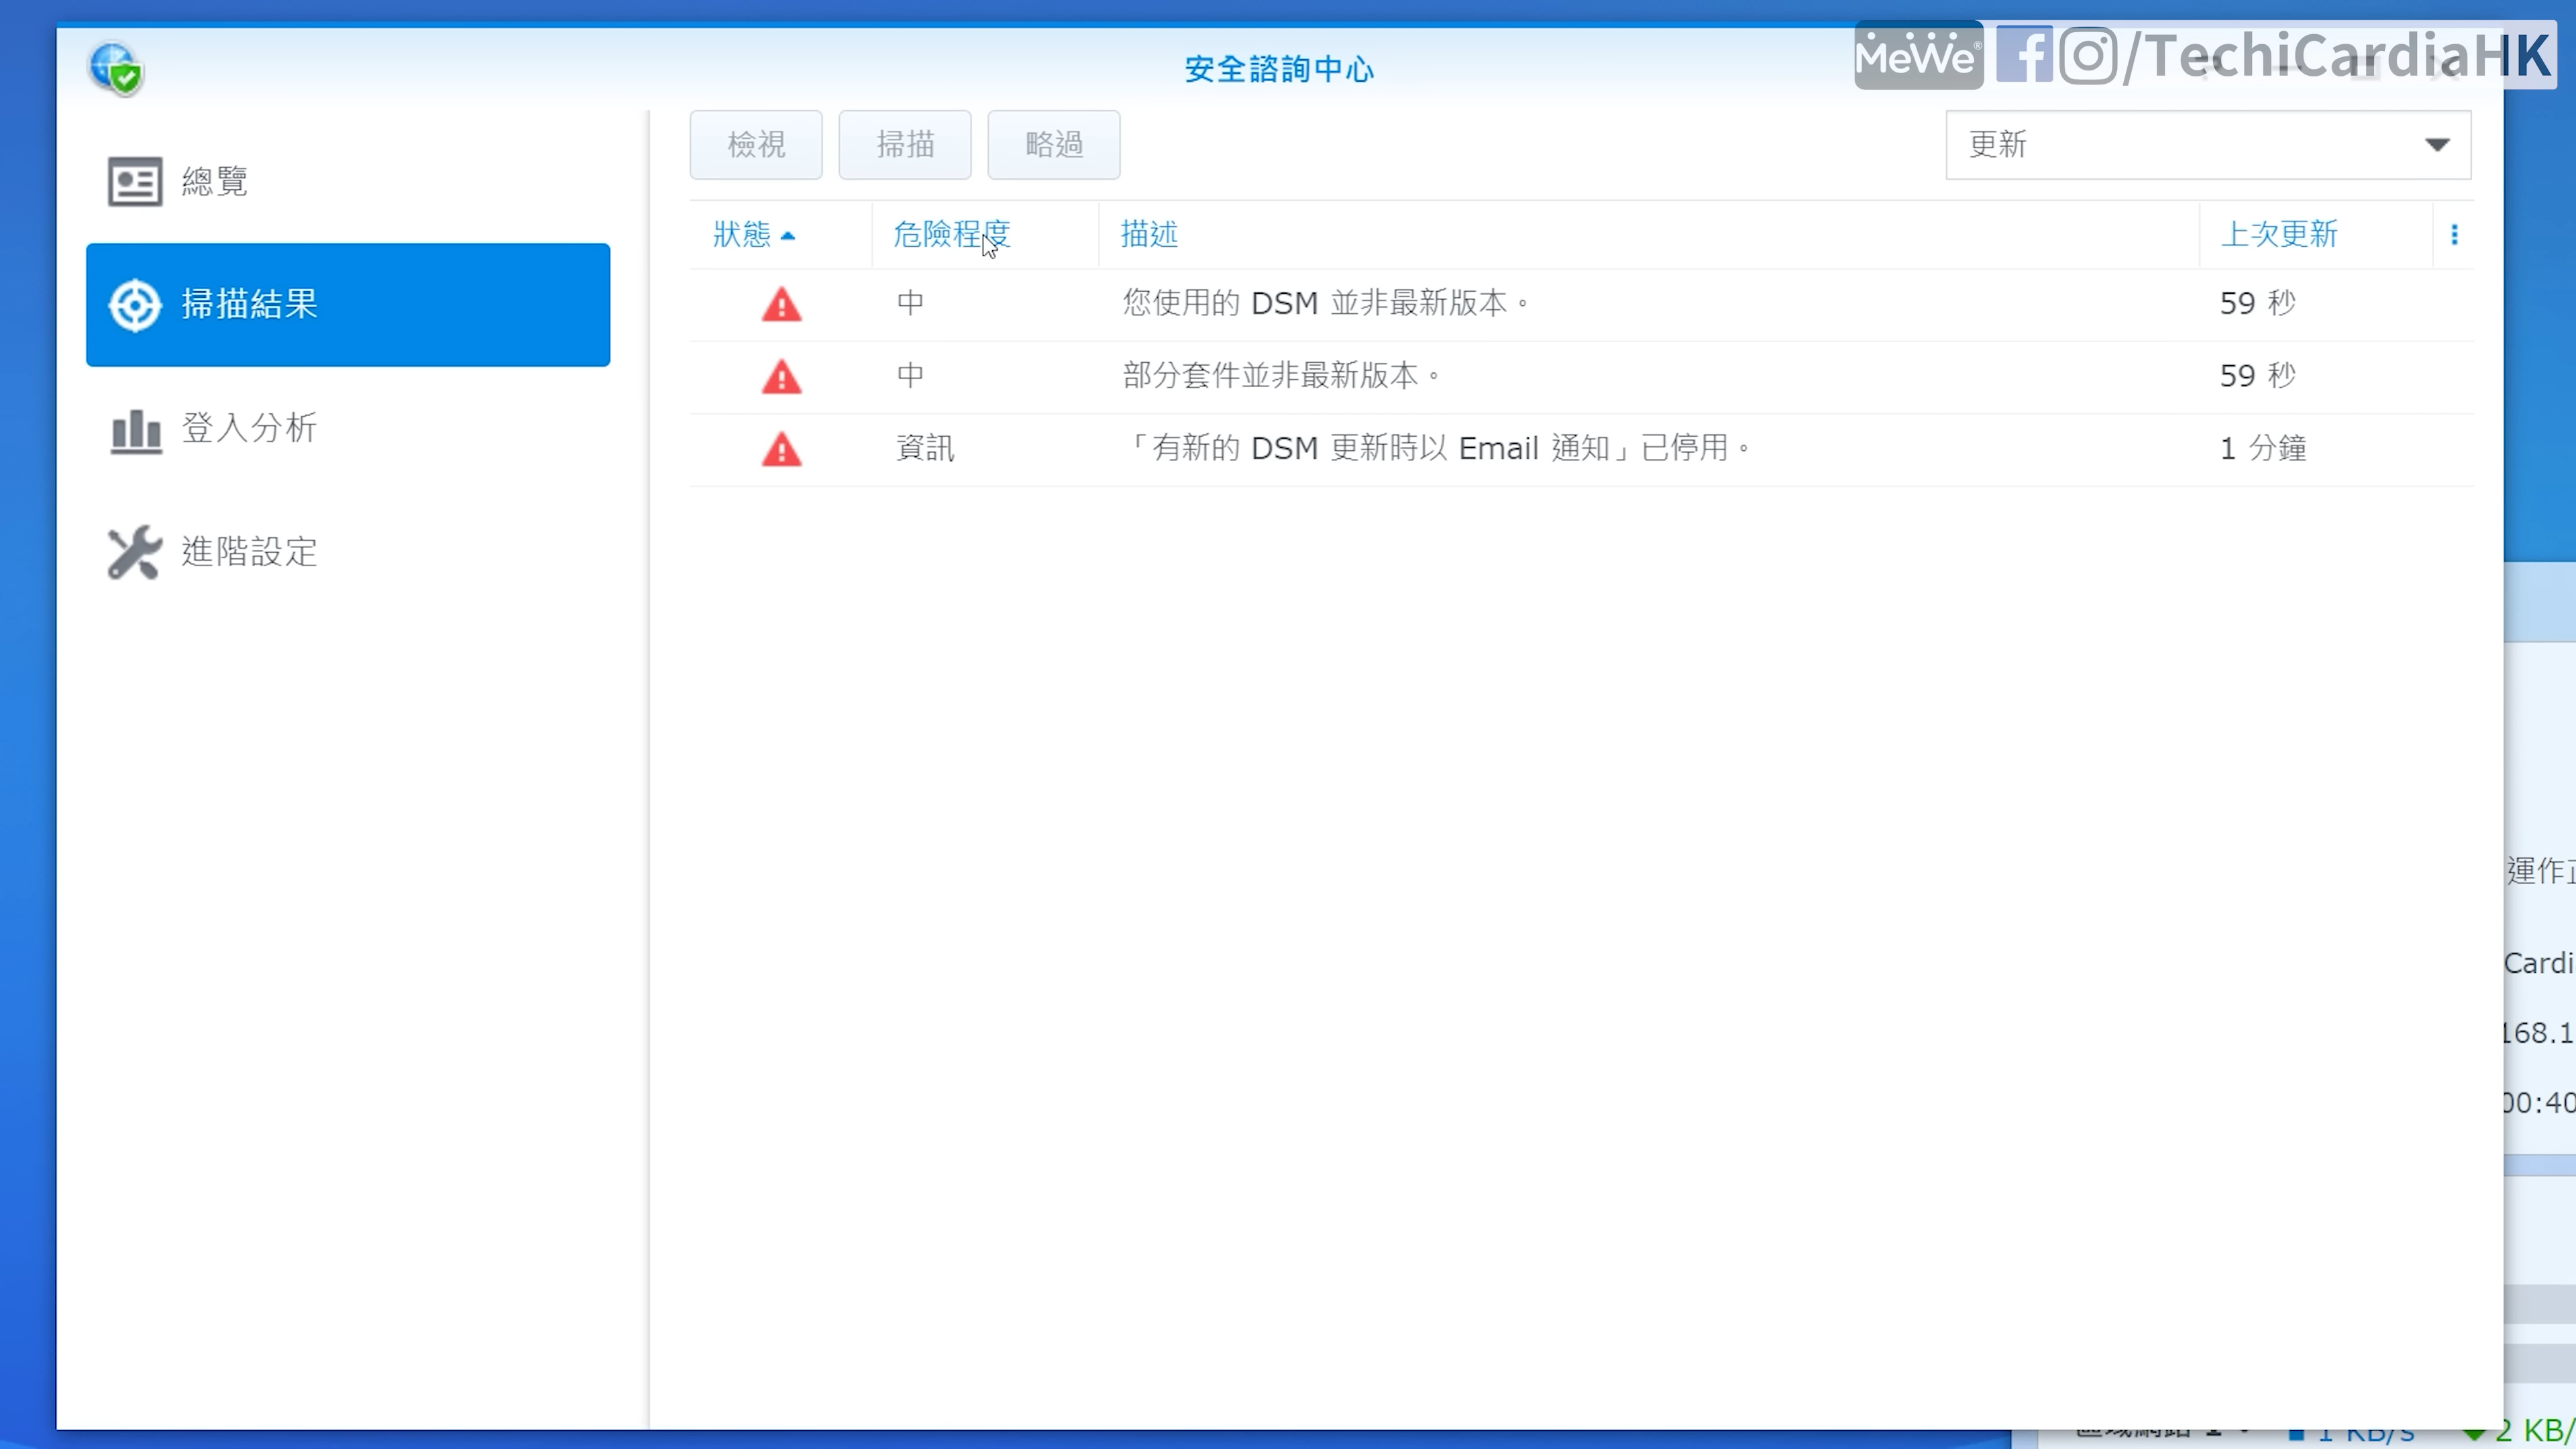 安全諮詢中心
MeWe /TechiCardiaHK
檢視 掃描 略過 更新
總覽
掃描結果
登入分析
進階設定
狀態 危險程度 描述 上次更新
中 您使用的 DSM 並非最新版本。 59 秒
中 部分套件並非最新版本。 59 秒
資訊 「有新的 DSM 更新時以 Email 通知」已停用。 1 分鐘
運作
Cardi
168.1
00:40
1 KB/s 2 KB/